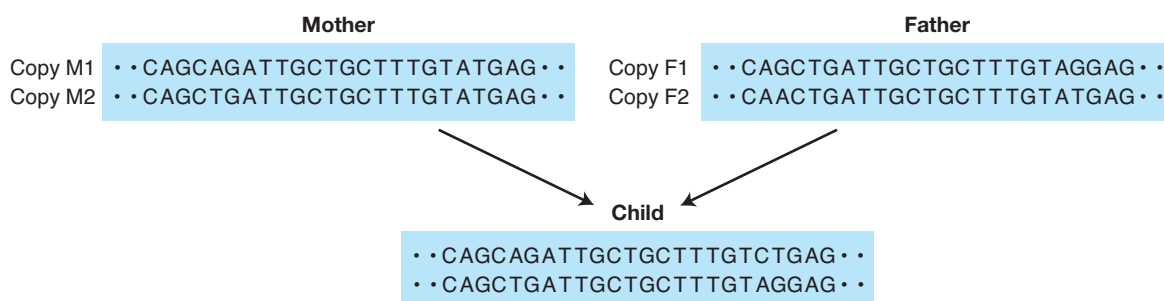 Mother
Father
Copy M1 ··CAGCAGATTGCTGCTTTGTATGAG··
Copy F1 ··CAGCTGATTGCTGCTTTGTAGGAG··
Copy M2 ··CAGCTGATTGCTGCTTTGTATGAG··
Copy F2 ··CAACTGATTGCTGCTTTGTATGAG··
Child
··CAGCAGATTGCTGCTTTGTCTGAG··
··CAGCTGATTGCTGCTTTGTAGGAG··